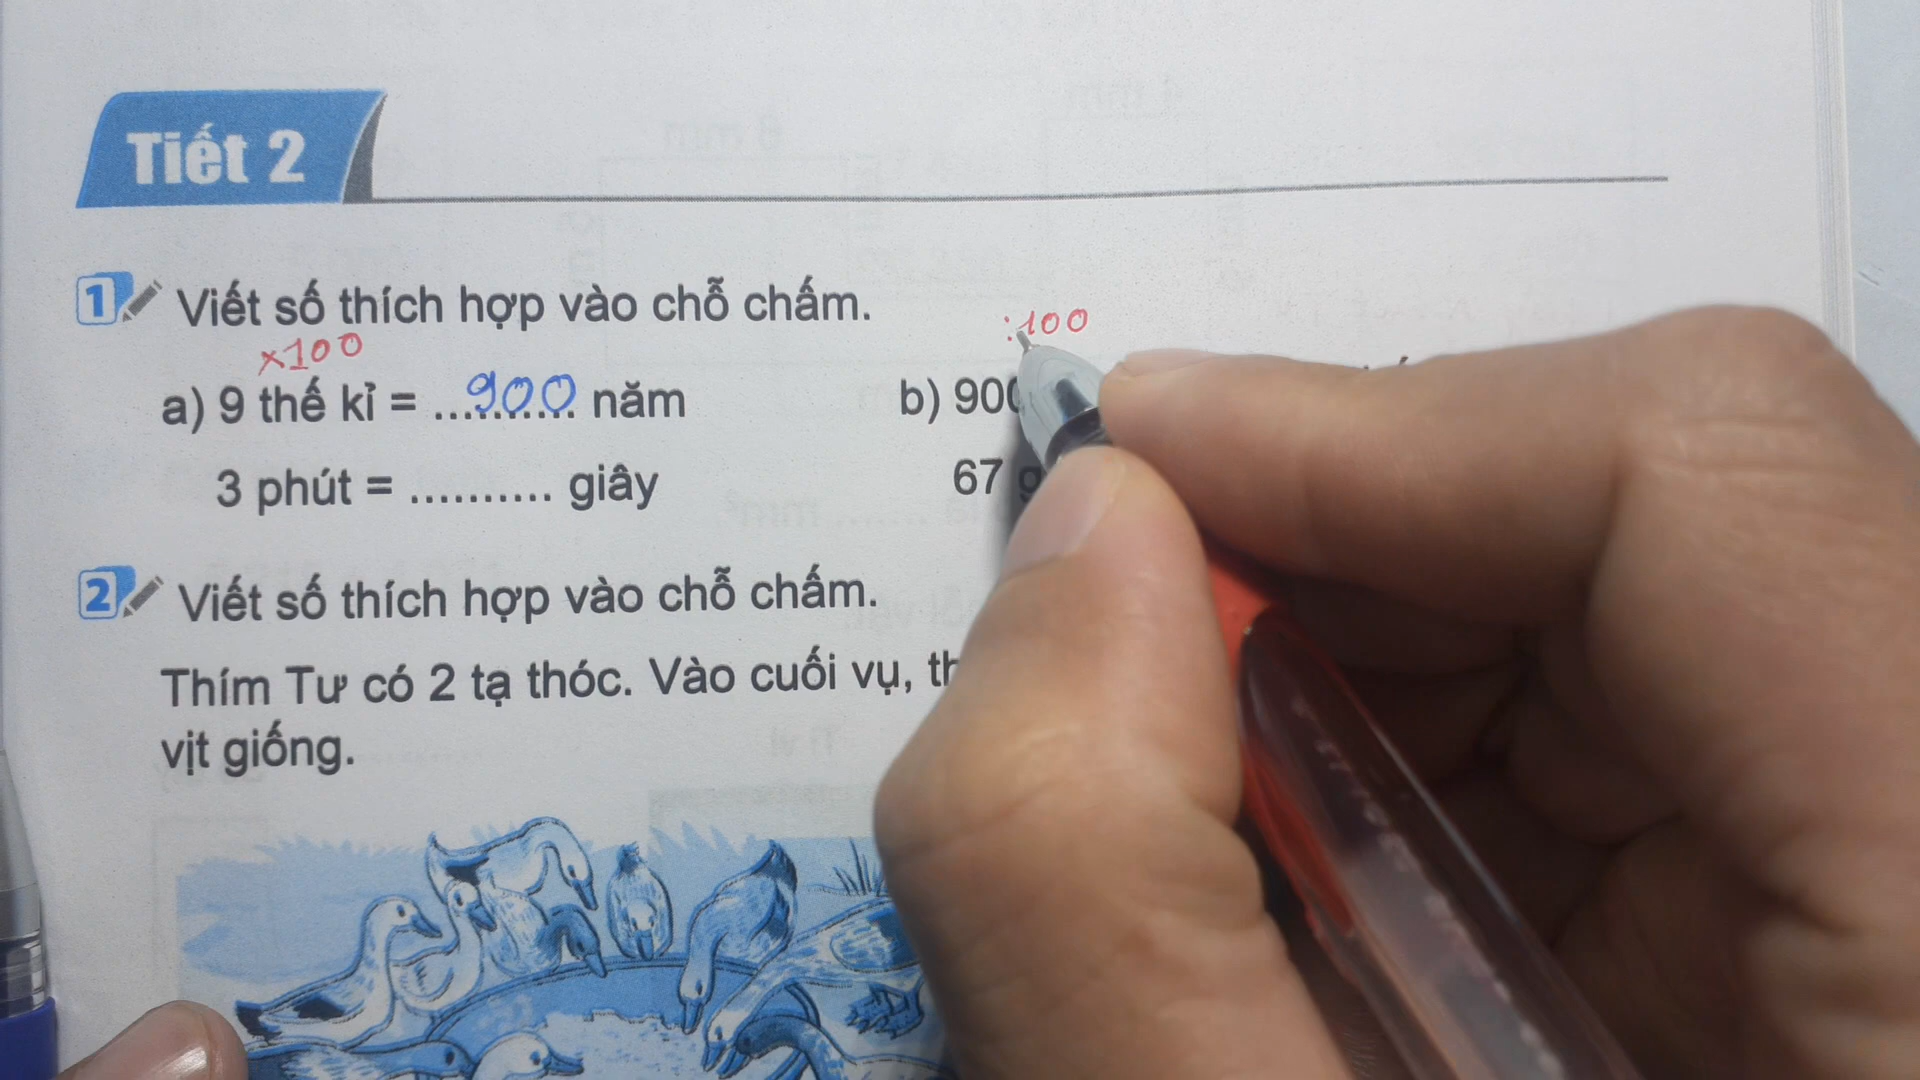 Tiết 2
1 Viết số thích hợp vào chỗ chấm.
x100 :100
a) 9 thế kỉ = .....900..... năm b) 900
3 phút = .......... giây 67 g
2 Viết số thích hợp vào chỗ chấm.
Thím Tư có 2 tạ thóc. Vào cuối vụ,
vịt giống.